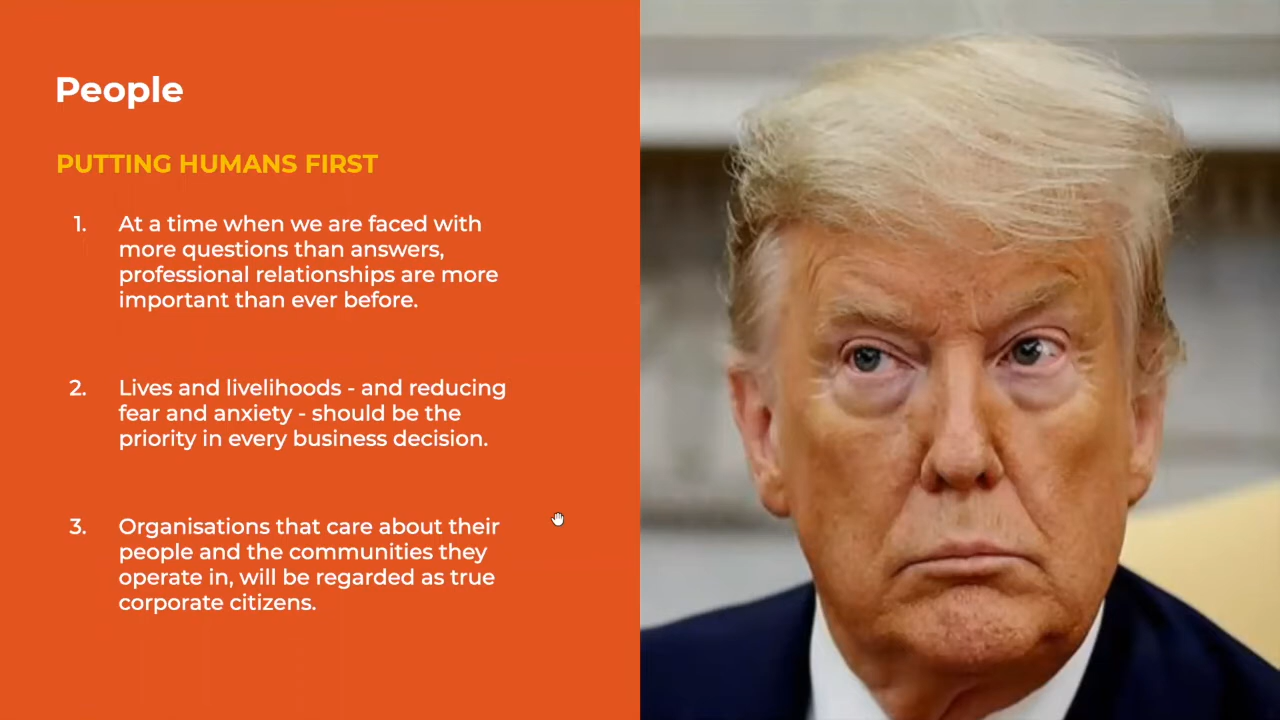 People
PUTTING HUMANS FIRST
1. At a time when we are faced with
more questions than answers,
professional relationships are more
important than ever before.
2. Lives and livelihoods - and reducing
fear and anxiety - should be the
priority in every business decision.
3. Organisations that care about their
people and the communities they
operate in, will be regarded as true
corporate citizens.